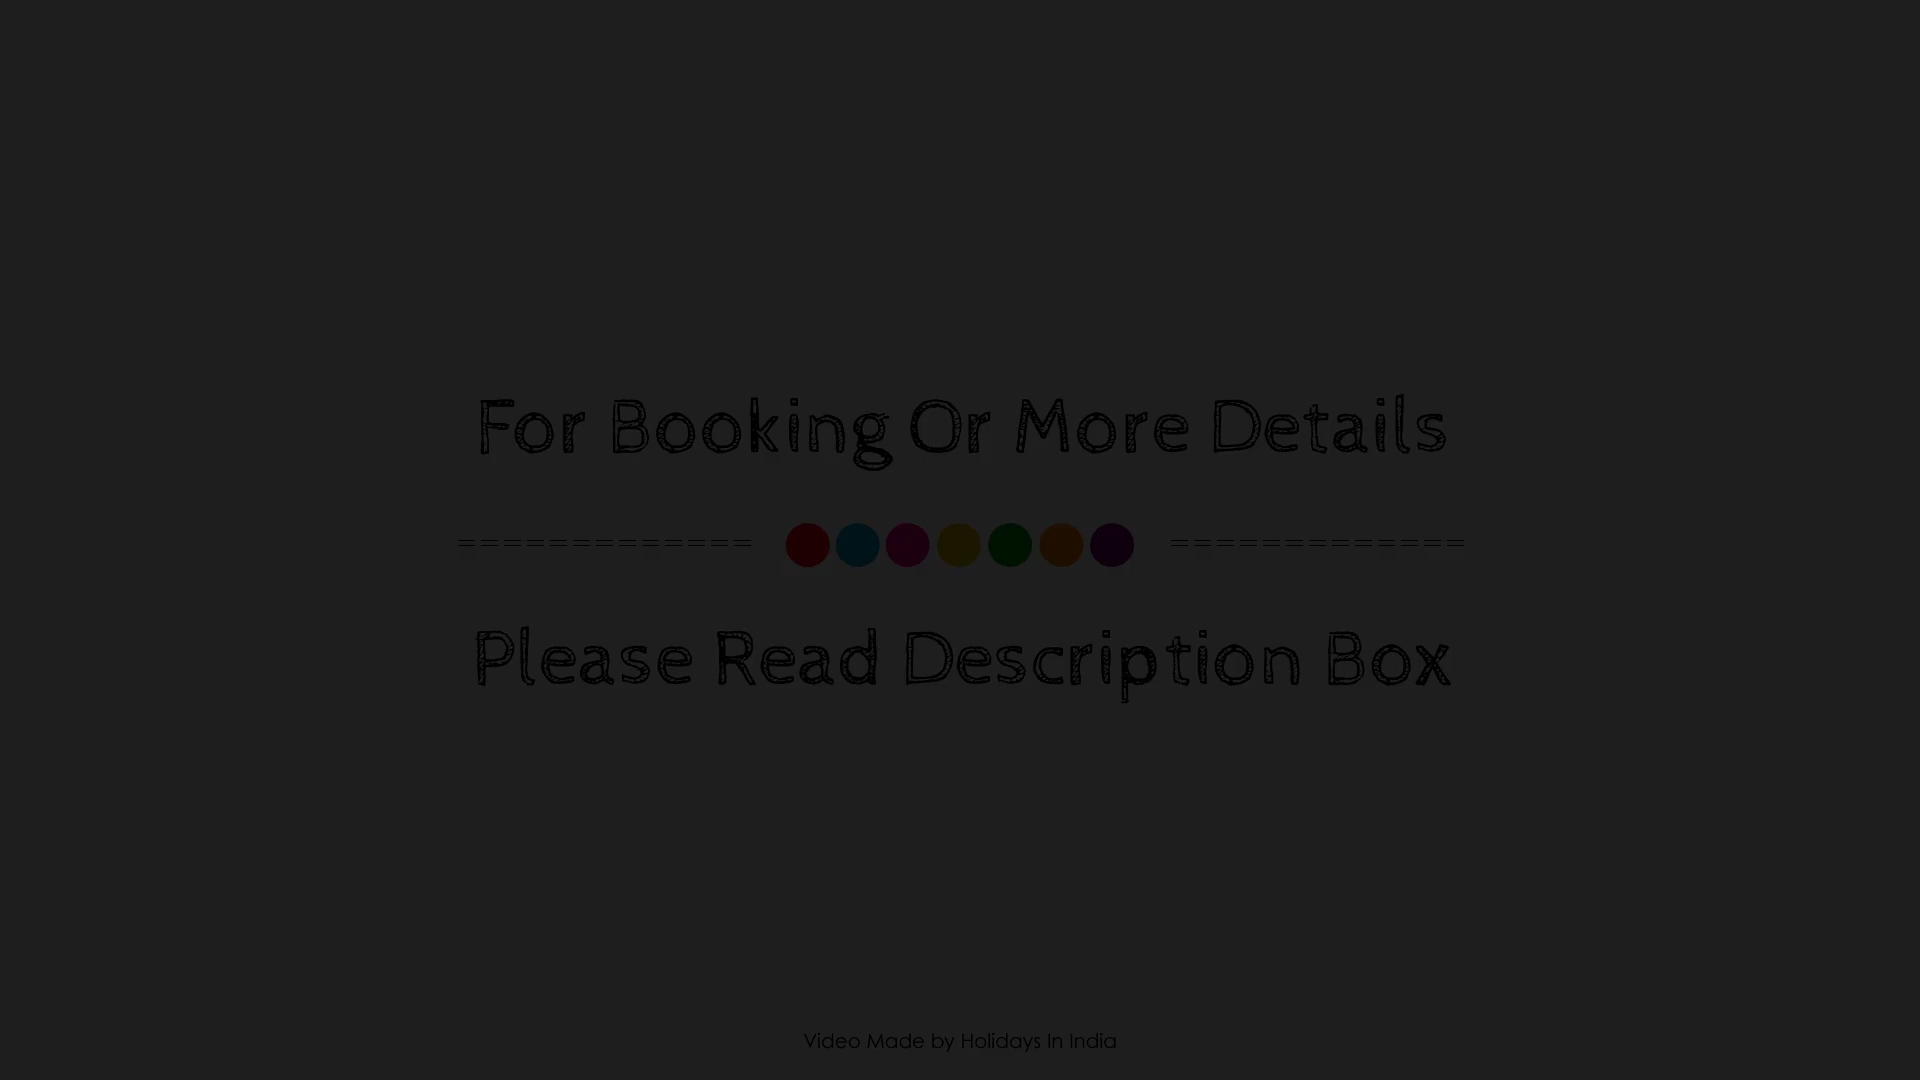 For Booking Or More Details
============= =============
Please Read Description Box
Video Made by Holidays In India